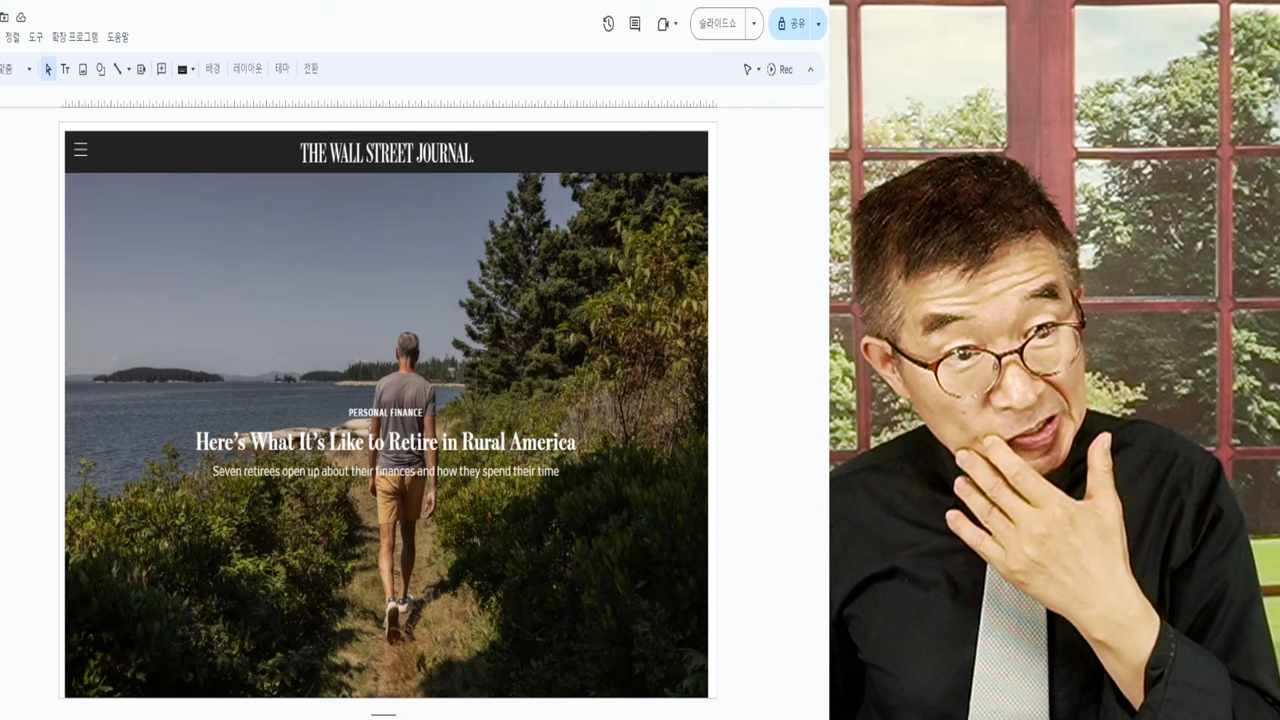 정렬 도구 확장 프로그램 도움말
슬라이드쇼
공유
맞춤
Tт
배경 레이아웃 테마 전환
Rec
THE WALL STREET JOURNAL.
PERSONAL FINANCE
Here's What It's Like to Retire in Rural America
Seven retirees open up about their finances and how they spend their time